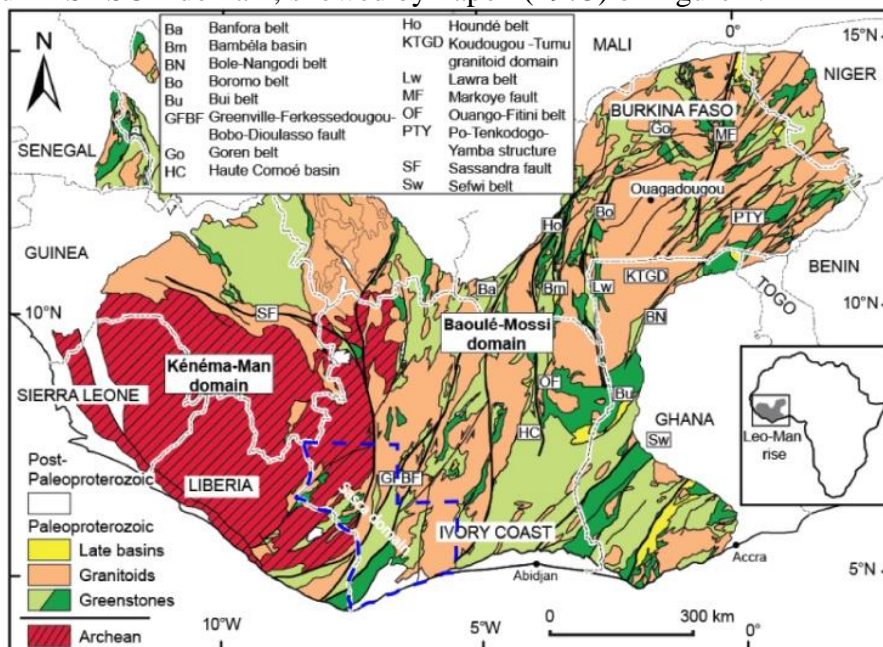 Ba Banfora belt
Bm Bambéla basin
BN Bole-Nangodi belt
Bo Boromo belt
Bu Bui belt
GFBF Greenville-Ferkessedougou-
Bobo-Dioulasso fault
Go Goren belt
HC Haute Comoé basin
Ho Houndé belt
KTGD Koudougou -Tumu
granitoid domain
Lw Lawra belt
MF Markoye fault
OF Ouango-Fitini belt
PTY Po-Tenkodogo-
Yamba structure
SF Sassandra fault
Sw Sefwi belt
N
0°
MALI
15°N
NIGER
BURKINA FASO
Go
MF
SENEGAL
Ouagadougou
Bo
Ho
PTY
GUINEA
BENIN
KTGD
Ba
Bm
Lw
TOGO
10°N
SF
BN
10°N
Baoulé-Mossi
domain
Kénéma-Man
domain
OF
Bu
SIERRA LEONE
GHANA
Leo-Man
rise
HC
Sw
Post-
Paleoproterozoic
LIBERIA
GFBF
domain
IVORY COAST
Paleoproterozoic
Late basins
Granitoids
Greenstones
Archean
Abidjan
Accra
5°N
10°W
5°W
0 300 km
0°